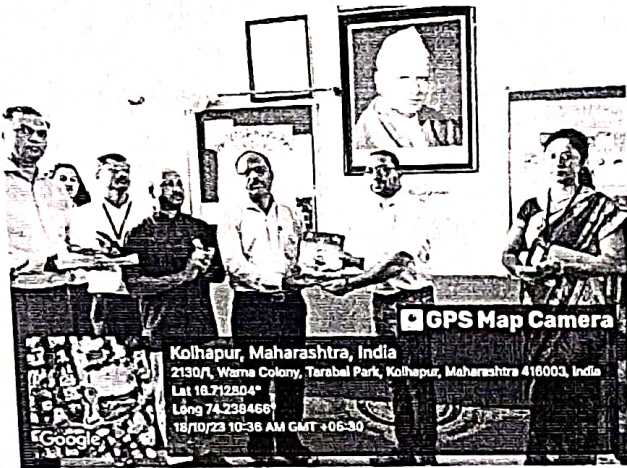 GPS Map Camera
Kolhapur, Maharashtra, India
2130/1, Warna Colony, Tarabai Park, Kolhapur, Maharashtra 416003, India
Lat 16.712804°
Long 74.238466°
18/10/23 10:36 AM GMT +05:30
Google